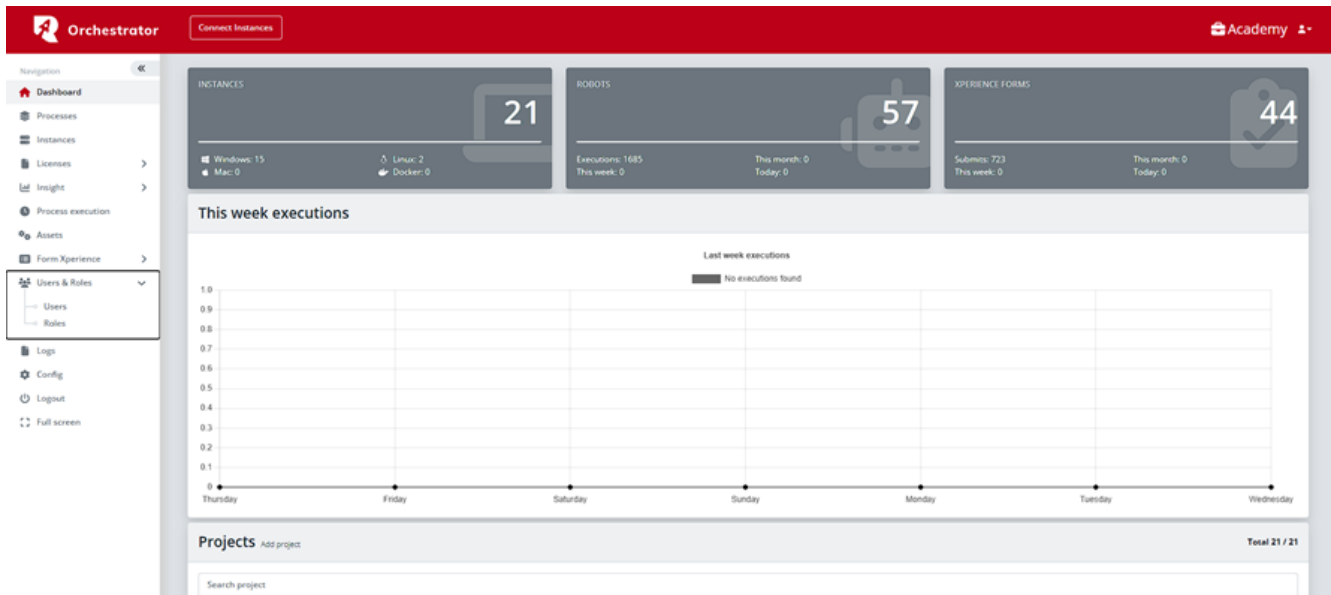 Orchestrator
Connect Instances
Academy
Navigation
Dashboard
Processes
Instances
Licenses
Insight
Process execution
Assets
Form Xperience
Users & Roles
Users
Roles
Logs
Config
Logout
Full screen
INSTANCES
21
Windows: 15 Linux: 2
Mac: 0 Docker: 0
ROBOTS
57
Executions: 1685 This month: 0
This week: 0 Today: 0
XPERIENCE FORMS
44
Submits: 723 This month: 0
This week: 0 Today: 0
This week executions
Last week executions
No executions found
1.0
0.9
0.8
0.7
0.6
0.5
0.4
0.3
0.2
0.1
0
Thursday Friday Saturday Sunday Monday Tuesday Wednesday
Projects Add project Total 21 / 21
Search project